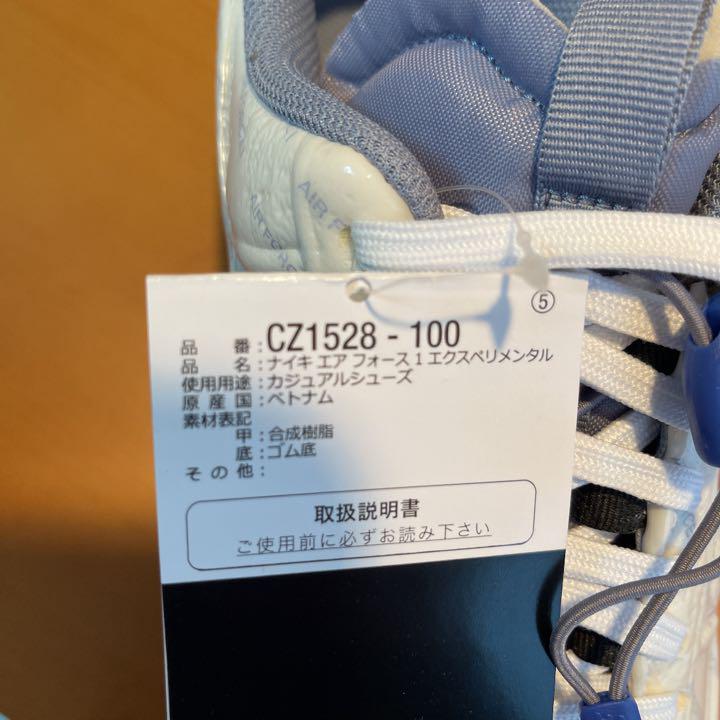 AIR FO
AIR FORC
⑤
品番:CZ1528-100
品名:ナイキ エア フォース 1 エクスペリメンタル
使用用途:カジュアルシューズ
原産国:ベトナム
素材表記
甲:合成樹脂
底:ゴム底
その他:
取扱説明書
ご使用前に必ずお読み下さい